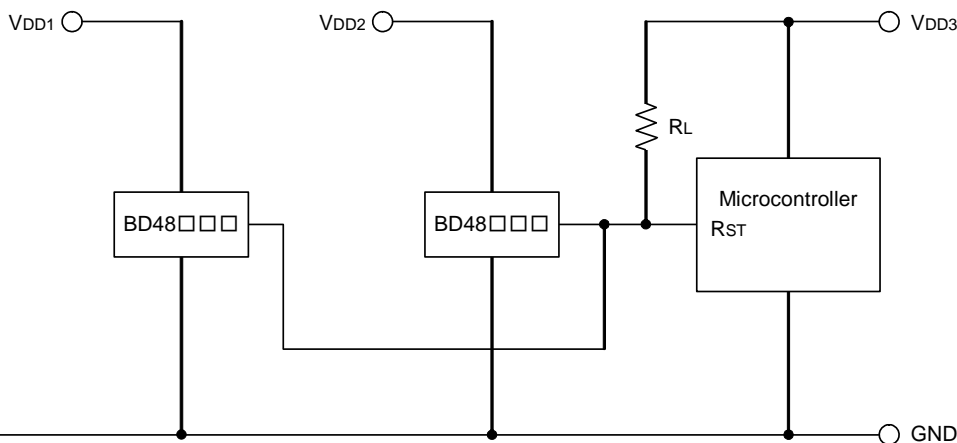 VDD1
VDD2
VDD3
RL
BD48□□□
BD48□□□
Microcontroller
RST
GND